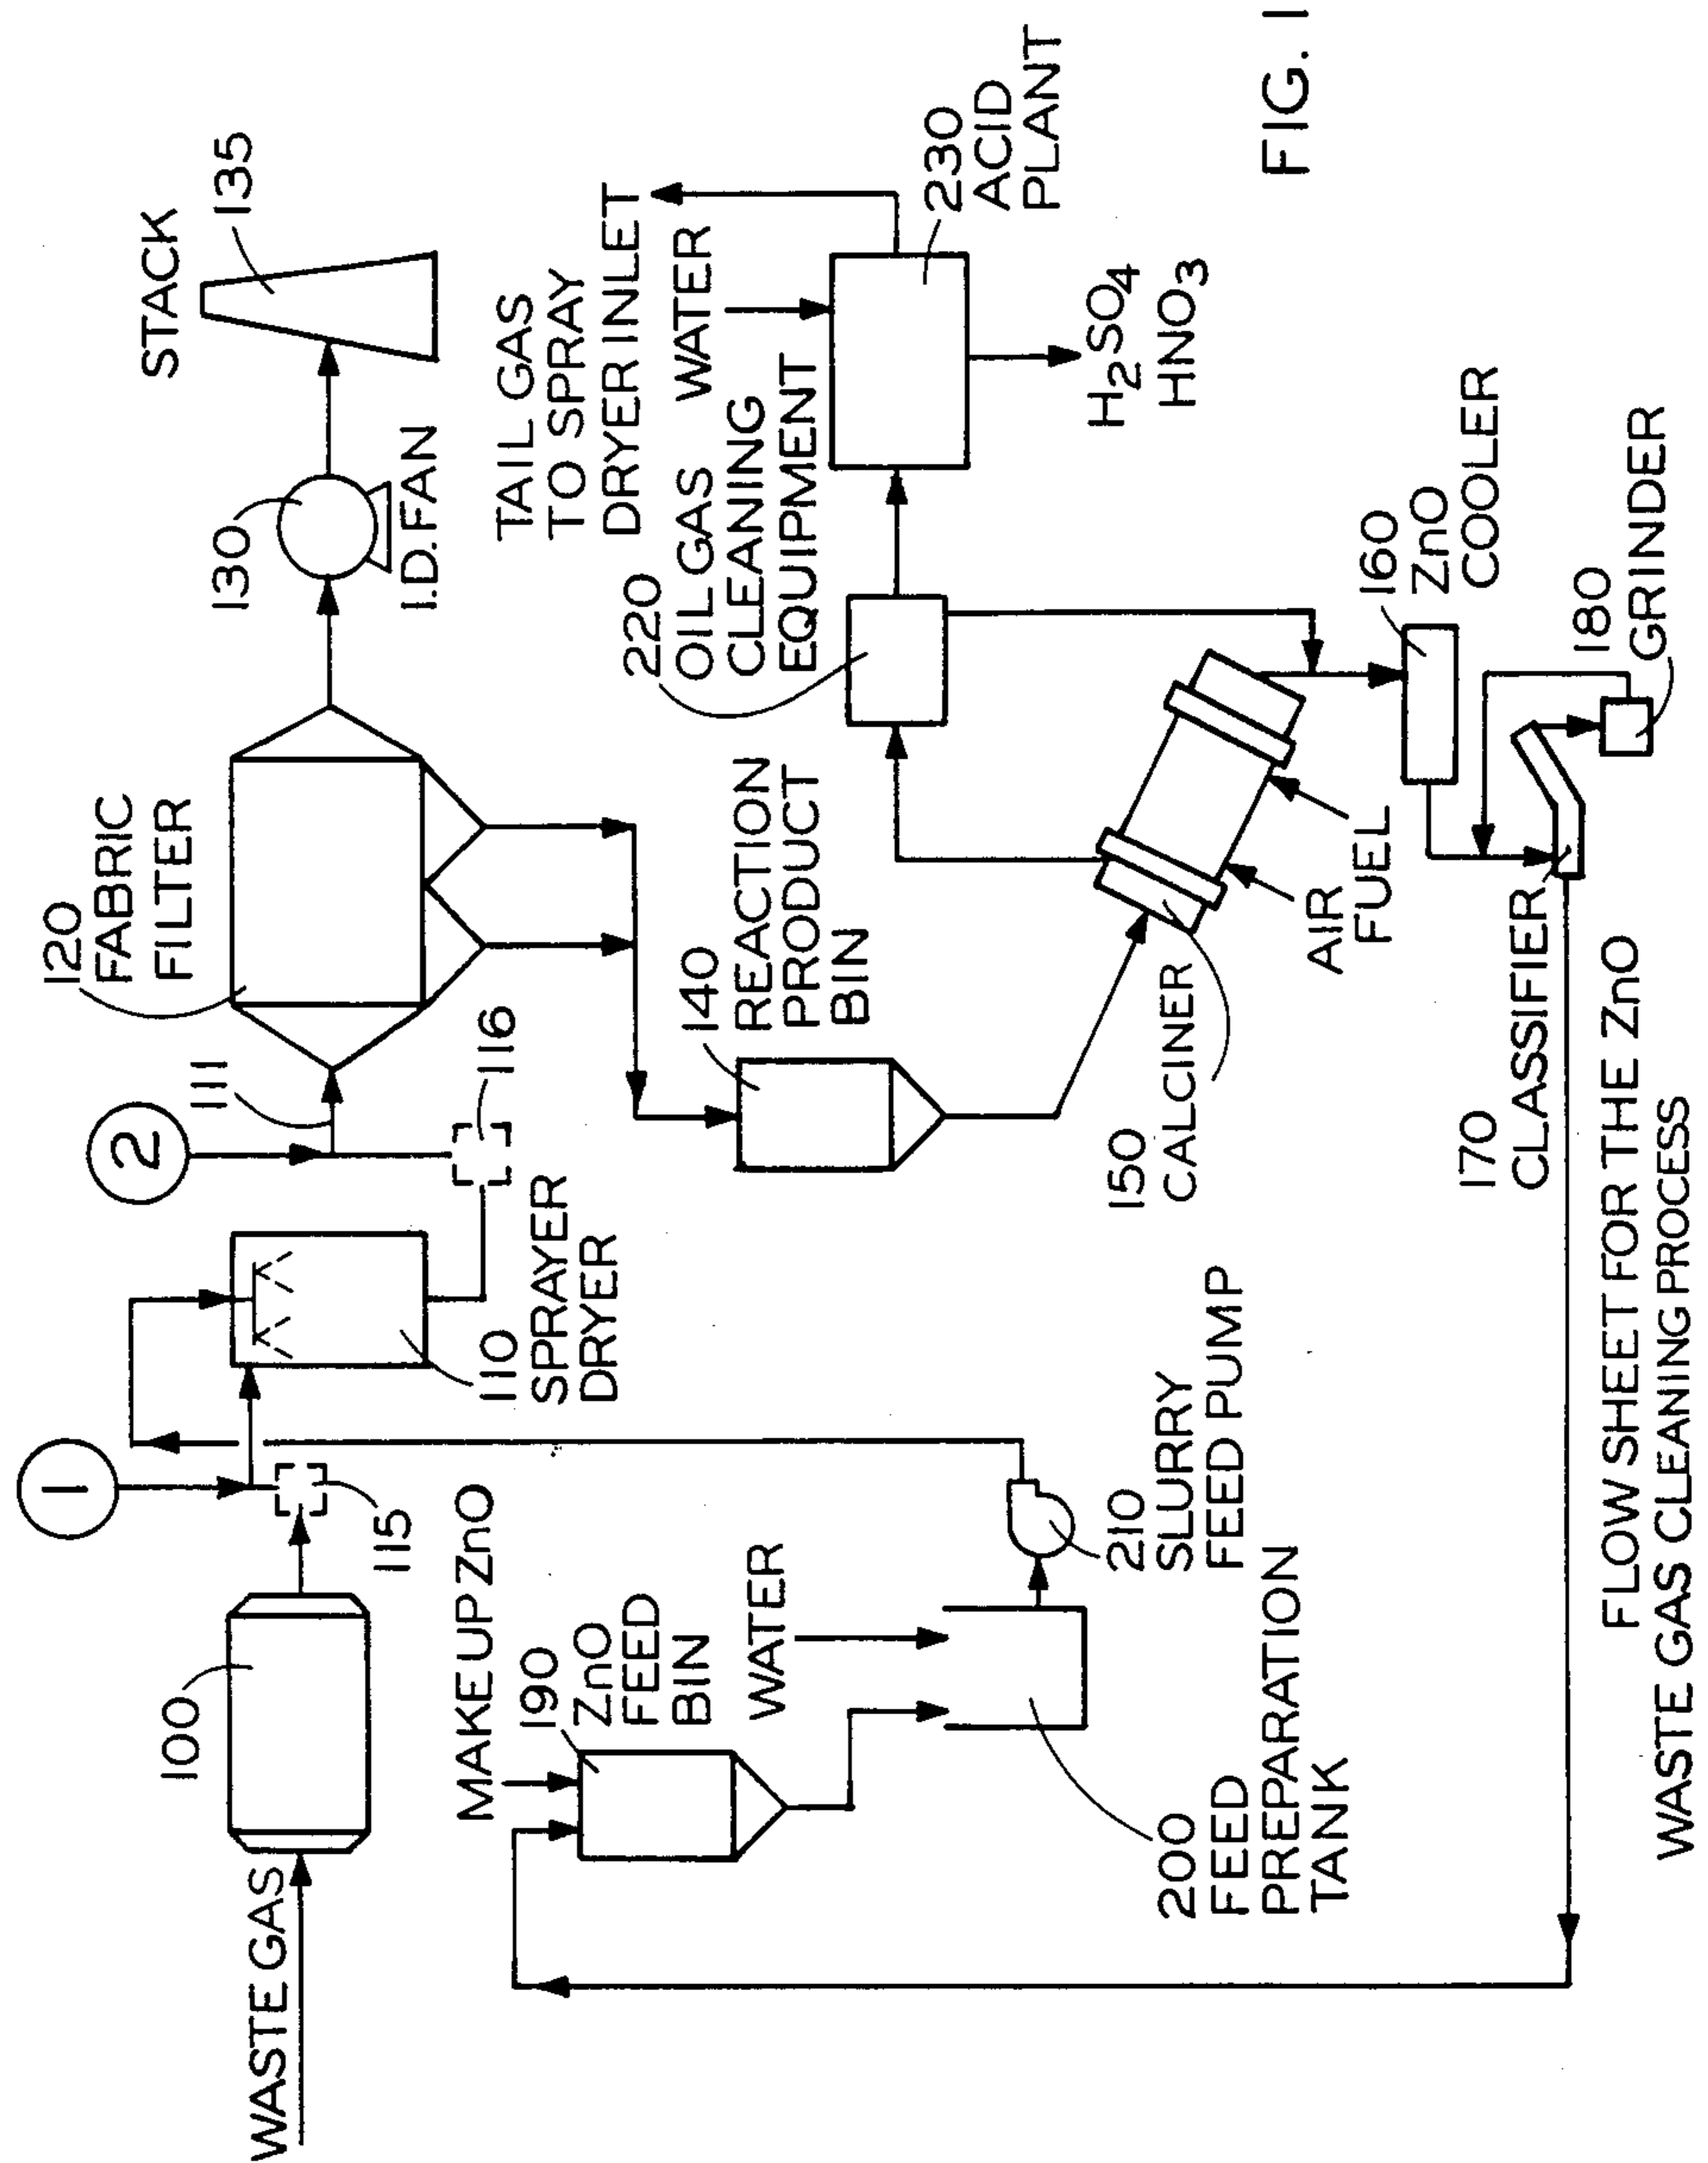 STACK
135
120
FABRIC
FILTER
130
I.D. FAN
2
111
116
1
100
WASTE GAS
115
110
SPRAYER
DRYER
TAIL GAS
TO SPRAY
DRYER INLET
WATER
220
OIL GAS
CLEANING
EQUIPMENT
230
ACID
PLANT
H2SO4
HNO3
140
REACTION
PRODUCT
BIN
MAKE UP ZnO
190
ZnO
FEED
BIN
WATER
200
FEED
PREPARATION
TANK
210
SLURRY
FEED PUMP
150
CALCINER
AIR
FUEL
160
ZnO
COOLER
170
CLASSIFIER
180
GRINDER
FLOW SHEET FOR THE ZnO
WASTE GAS CLEANING PROCESS
FIG. 1